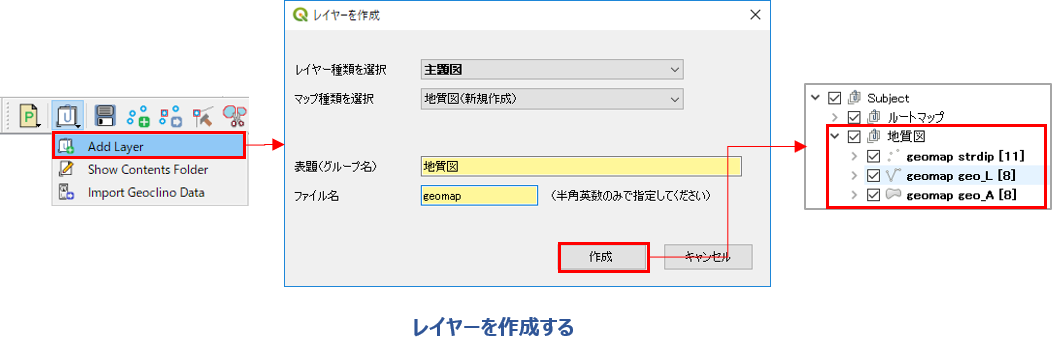 Add Layer
Show Contents Folder
Import Geoclino Data
レイヤーを作成
レイヤー種類を選択
主題図
マップ種類を選択
地質図(新規作成)
表題(グループ名)
地質図
ファイル名
geomap
(半角英数のみで指定してください)
作成
キャンセル
Subject
ルートマップ
地質図
geomap strdip [11]
geomap geo_L [8]
geomap geo_A [8]
レイヤーを作成する